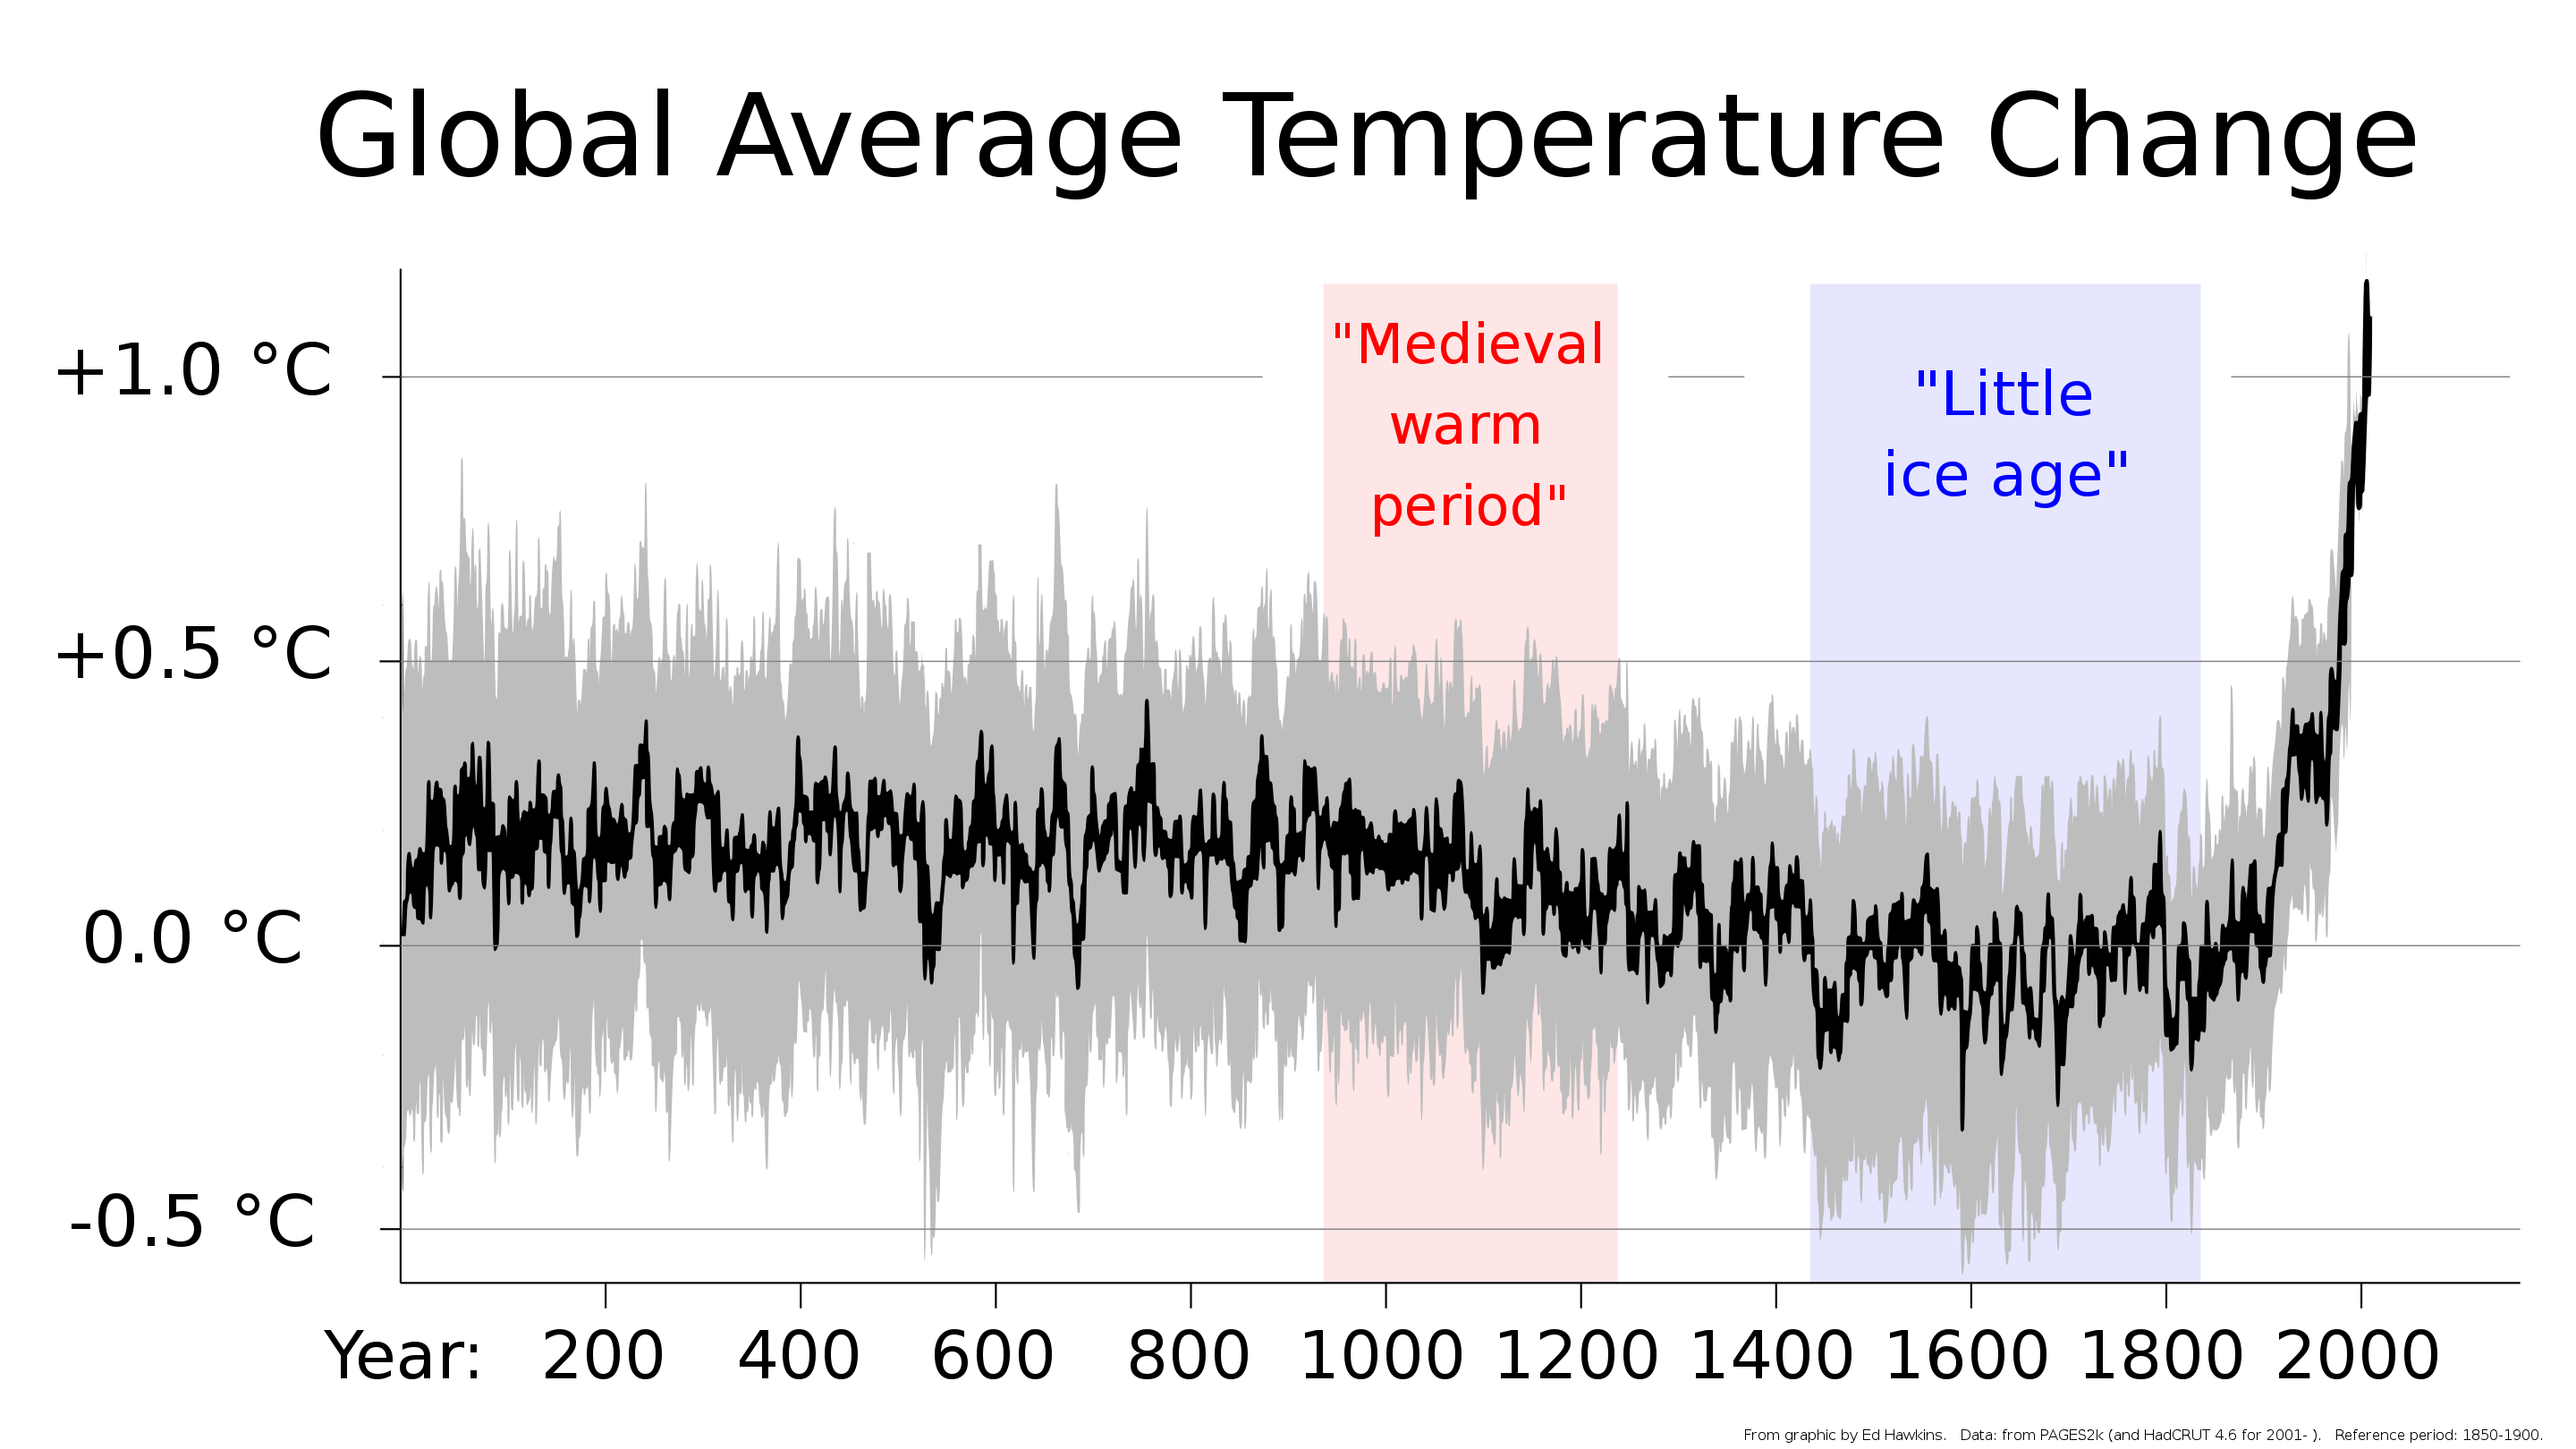 Global Average Temperature Change
"Medieval
warm
period"
"Little
ice age"
+1.0 °C
+0.5 °C
0.0 °C
-0.5 °C
Year: 200 400 600 800 1000 1200 1400 1600 1800 2000
From graphic by Ed Hawkins. Data: from PAGES2k (and HadCRUT 4.6 for 2001- ). Reference period: 1850-1900.